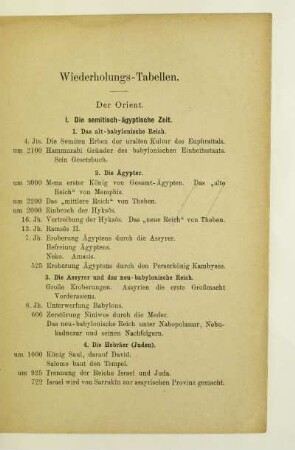 Wiederholungs-Tabellen.
Der Orient.
I. Die semitisch-ägyptische Zeit.
1. Das alt-babylonische Reich.
4. Jts. Die Semiten Erben der uralten Kultur des Euphrattals.
um 2100 Hammurabi Gründer des babylonischen Einheitsstaats.
Sein Gesetzbuch.
2. Die Ägypter.
um 3000 Mena erster König von Gesamt-Ägypten. Das „alte
Reich“ von Memphis.
um 2200 Das „mittlere Reich“ von Theben.
um 2000 Einbruch der Hyksôs.
16. Jh. Vertreibung der Hyksôs. Das „neue Reich“ von Theben.
13. Jh. Ramsès II.
7. Jh. Eroberung Ägyptens durch die Assyrer.
Befreiung Ägyptens.
Neko. Amasis.
525 Eroberung Ägyptens durch den Perserkönig Kambyses.
3. Die Assyrer und das neu-babylonische Reich.
Große Eroberungen. Assyrien die erste Großmacht
Vorderasiens.
8. Jh. Unterwerfung Babylons.
606 Zerstörung Ninives durch die Meder.
Das neu-babylonische Reich unter Nabopolassar, Nebu-
kadnezar und seinen Nachfolgern.
4. Die Hebräer (Juden).
um 1000 König Saul, darauf David.
Salomo baut den Tempel.
um 925 Trennung der Reiche Israel und Juda.
722 Israel wird von Sarrukîn zur assyrischen Provinz gemacht.